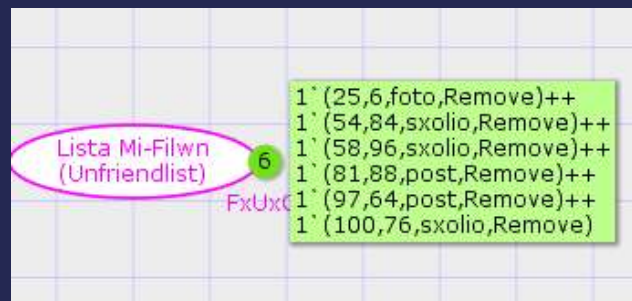 Lista Mi-Filwn
(Unfriendlist)
6
1`(25,6,foto,Remove)++
1`(54,84,sxolio,Remove)++
1`(58,96,sxolio,Remove)++
1`(81,88,post,Remove)++
1`(97,64,post,Remove)++
1`(100,76,sxolio,Remove)